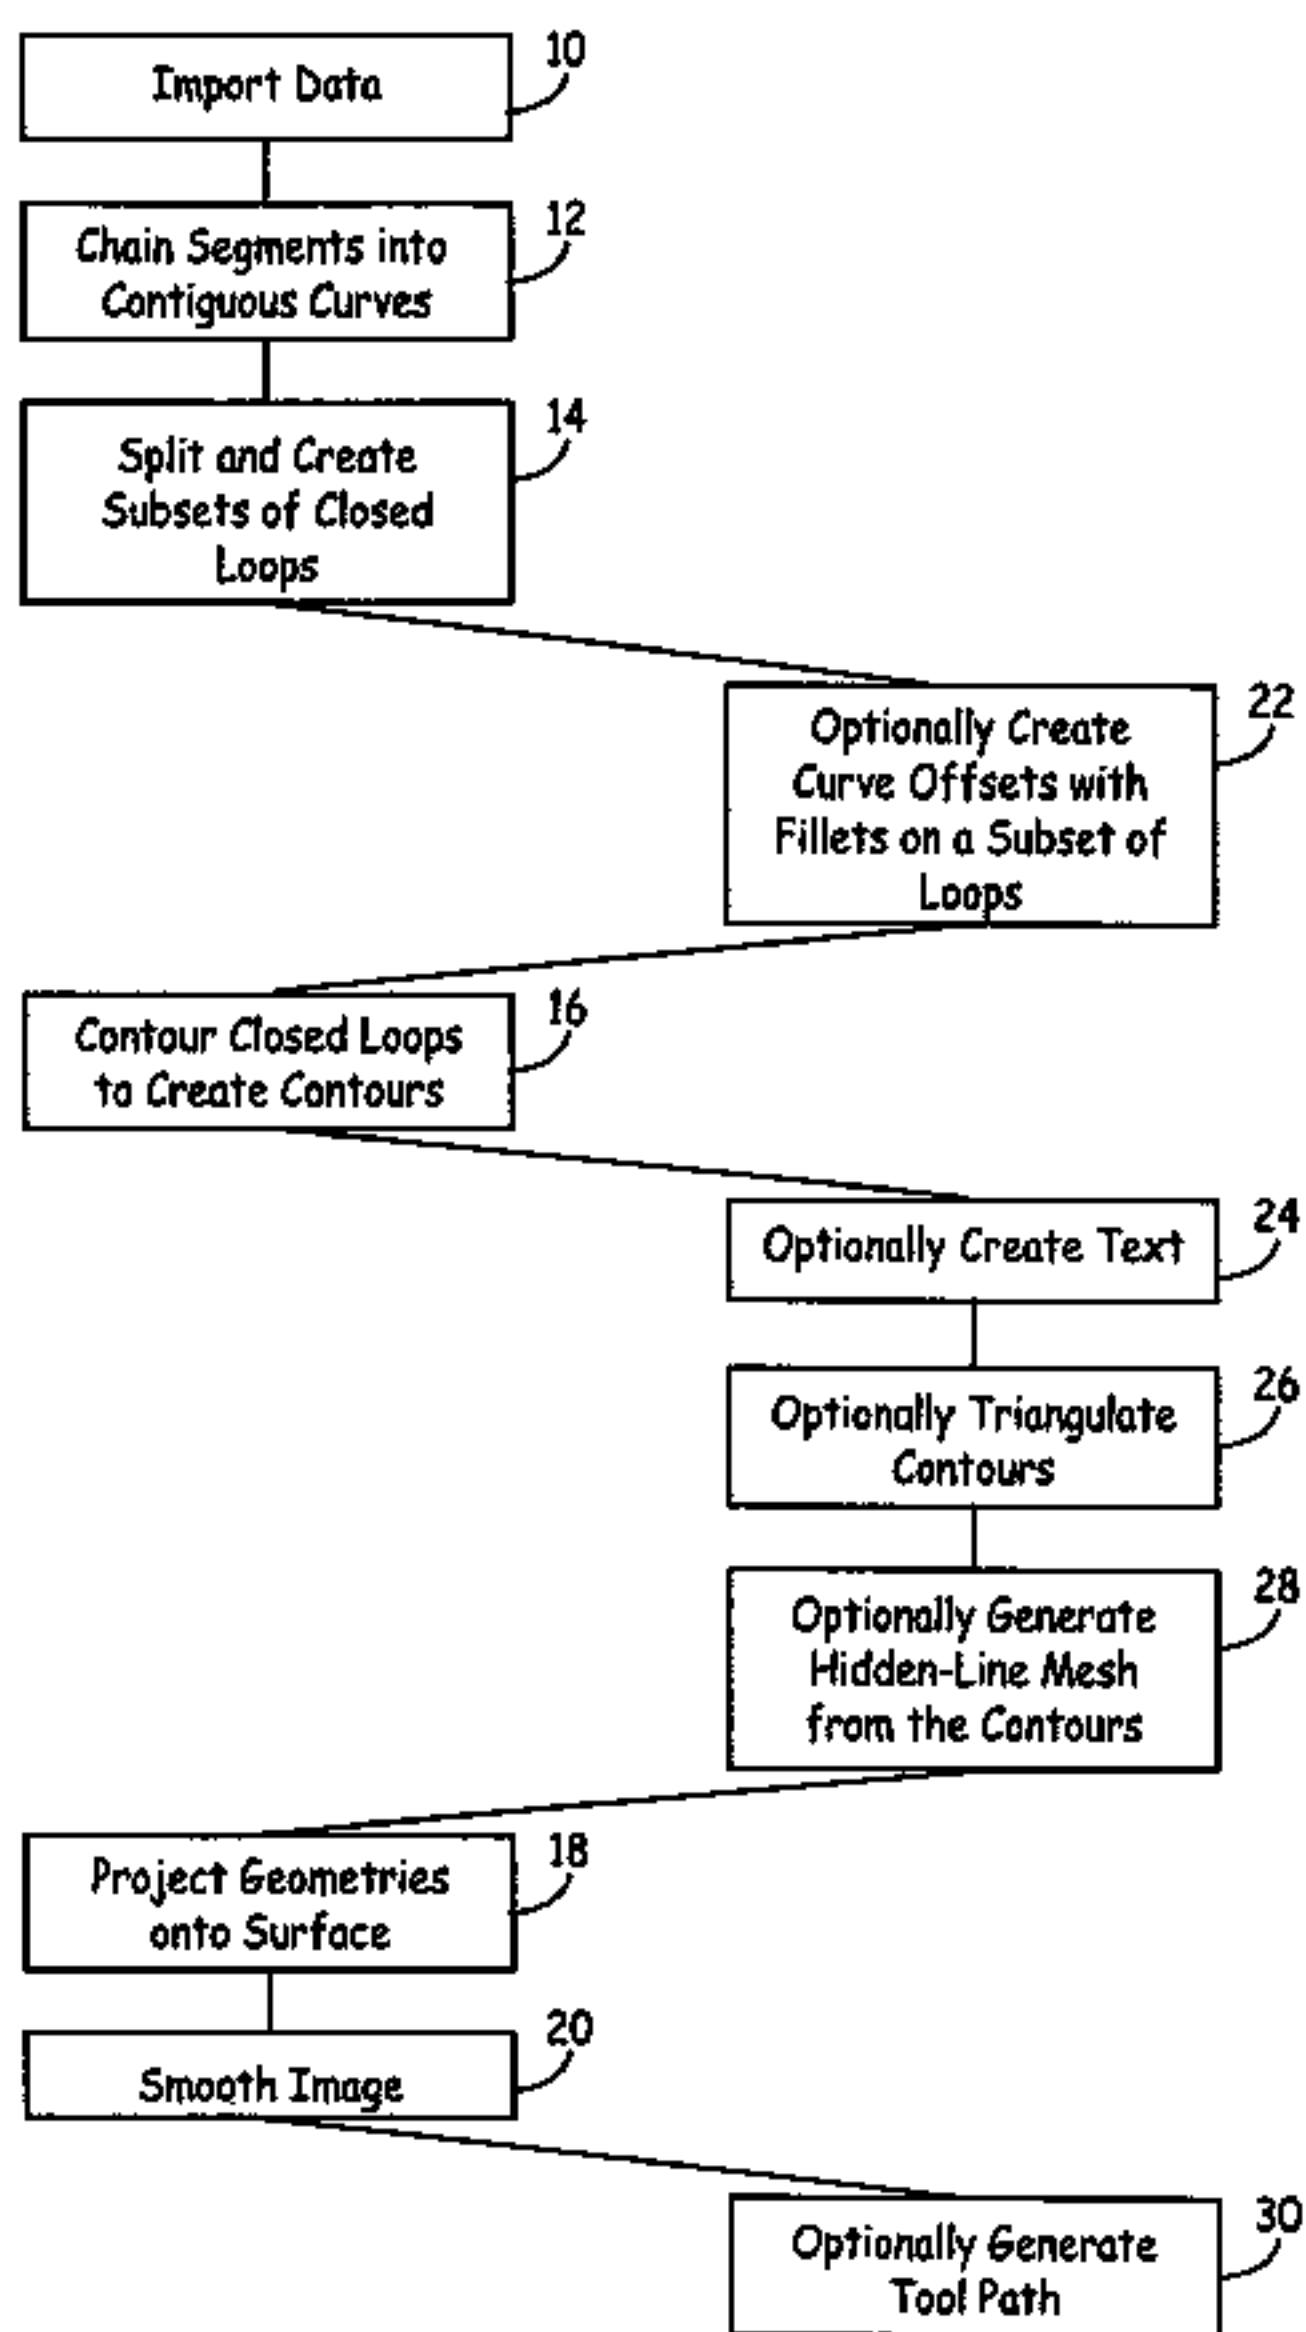 10
Import Data
12
Chain Segments into
Contiguous Curves
14
Split and Create
Subsets of Closed
Loops
22
Optionally Create
Curve Offsets with
Fillets on a Subset of
Loops
16
Contour Closed Loops
to Create Contours
24
Optionally Create Text
26
Optionally Triangulate
Contours
28
Optionally Generate
Hidden-Line Mesh
from the Contours
18
Project Geometries
onto Surface
20
Smooth Image
30
Optionally Generate
Tool Path